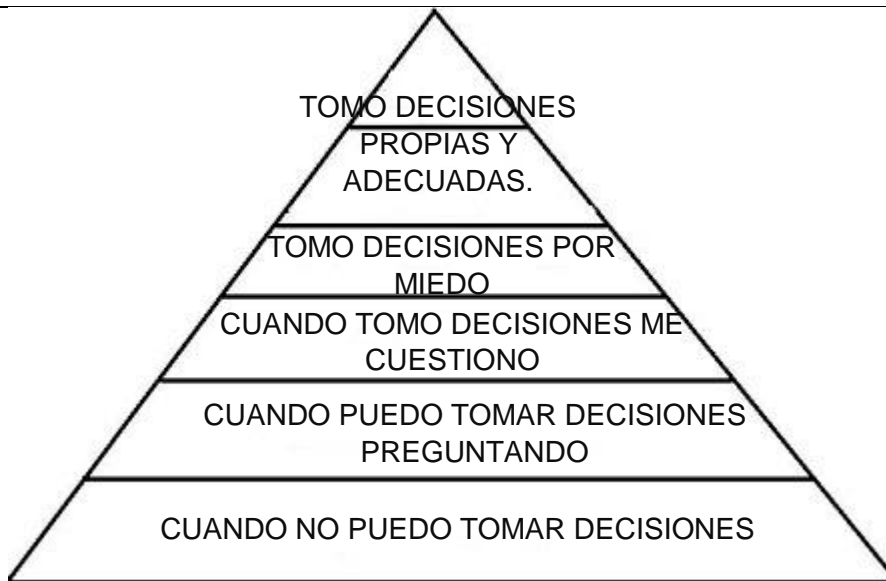 TOMO DECISIONES
PROPIAS Y
ADECUADAS.
TOMO DECISIONES POR
MIEDO
CUANDO TOMO DECISIONES ME
CUESTIONO
CUANDO PUEDO TOMAR DECISIONES
PREGUNTANDO
CUANDO NO PUEDO TOMAR DECISIONES